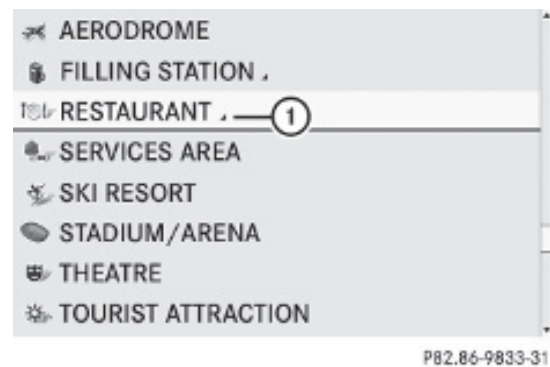 AERODROME
FILLING STATION
RESTAURANT 1
SERVICES AREA
SKI RESORT
STADIUM/ARENA
THEATRE
TOURIST ATTRACTION
P82.86-9833-31